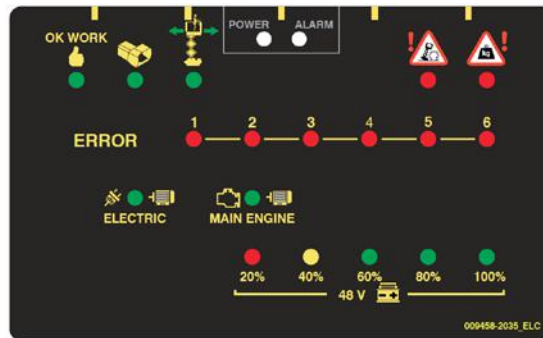 POWER ALARM
OK WORK
!
!
1 2 3 4 5 6
ERROR
ELECTRIC MAIN ENGINE
20% 40% 60% 80% 100%
48 V
009458-2035_ELC